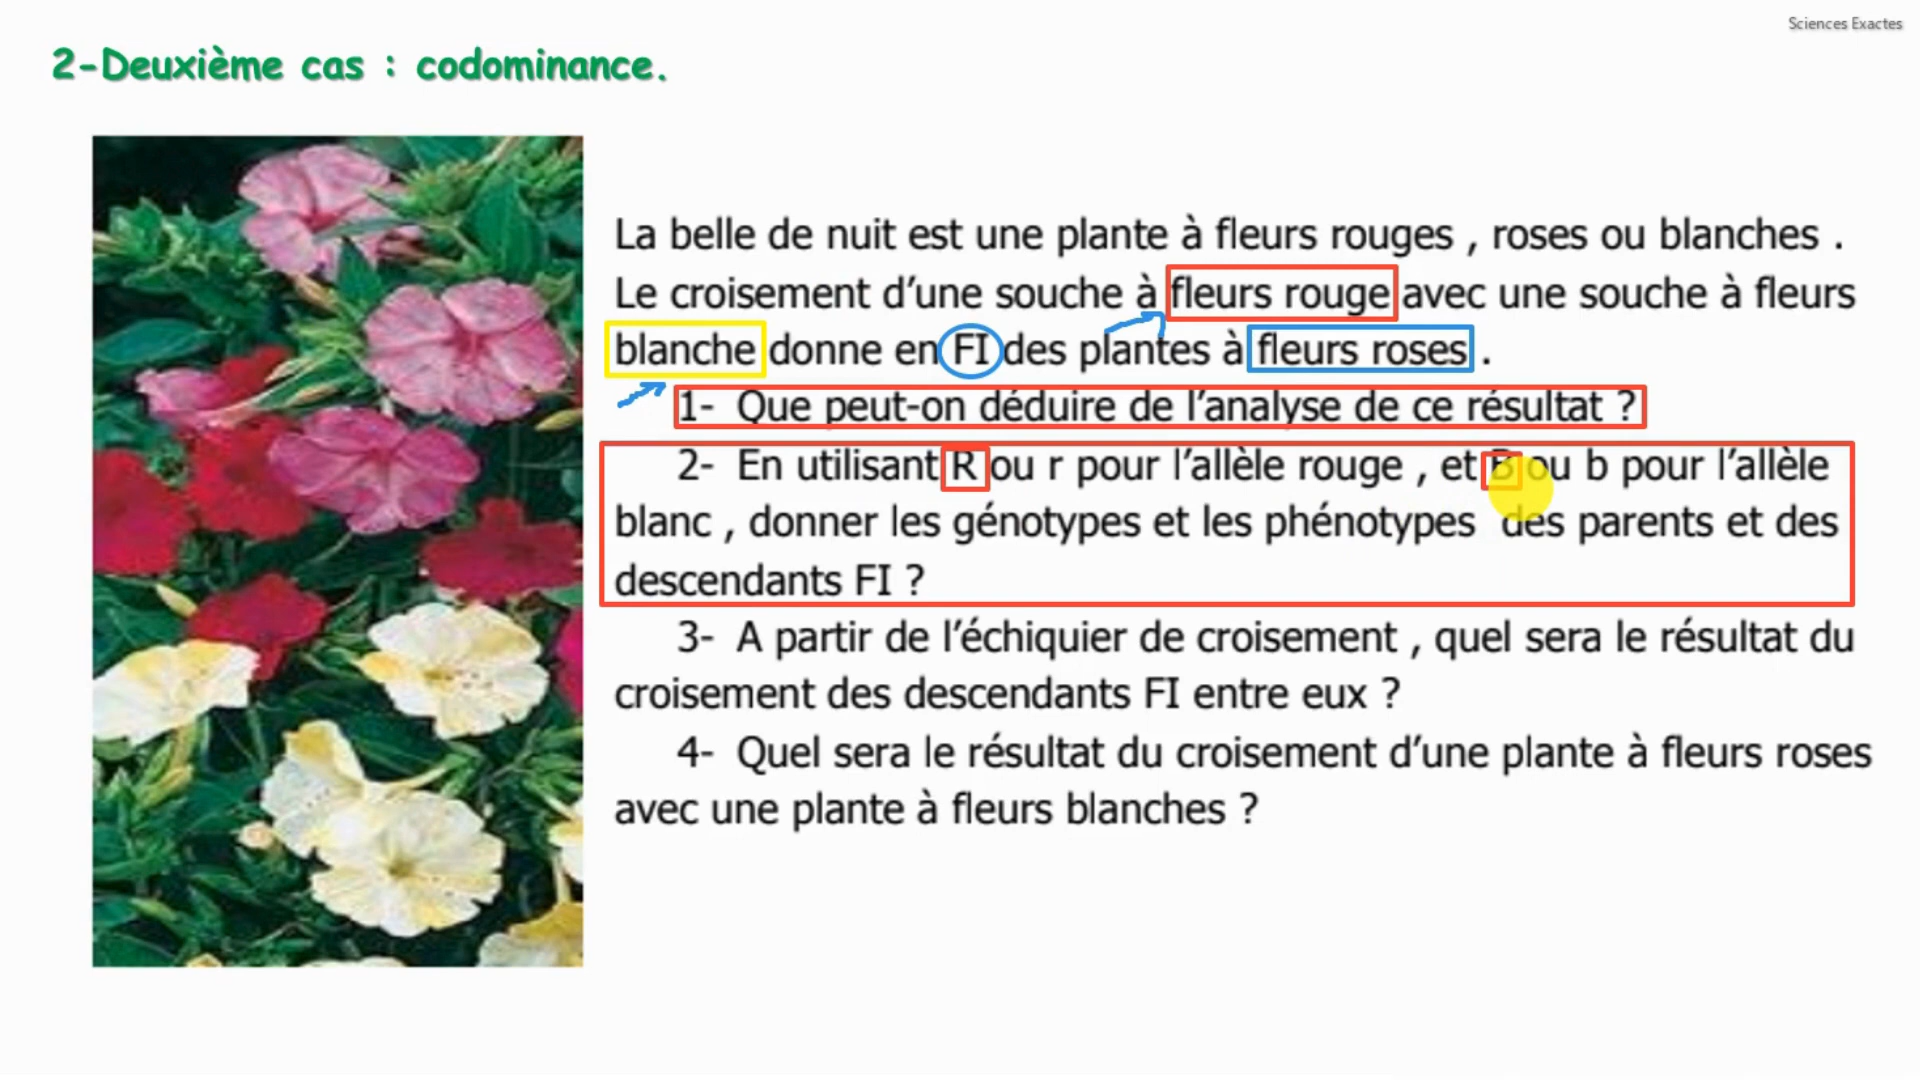 Sciences Exactes
2-Deuxième cas : codominance.
La belle de nuit est une plante à fleurs rouges , roses ou blanches .
Le croisement d’une souche à fleurs rouge avec une souche à fleurs
blanche donne en FI des plantes à fleurs roses .
1- Que peut-on déduire de l’analyse de ce résultat ?
2- En utilisant R ou r pour l’allèle rouge , et B ou b pour l’allèle
blanc , donner les génotypes et les phénotypes des parents et des
descendants FI ?
3- A partir de l’échiquier de croisement , quel sera le résultat du
croisement des descendants FI entre eux ?
4- Quel sera le résultat du croisement d’une plante à fleurs roses
avec une plante à fleurs blanches ?